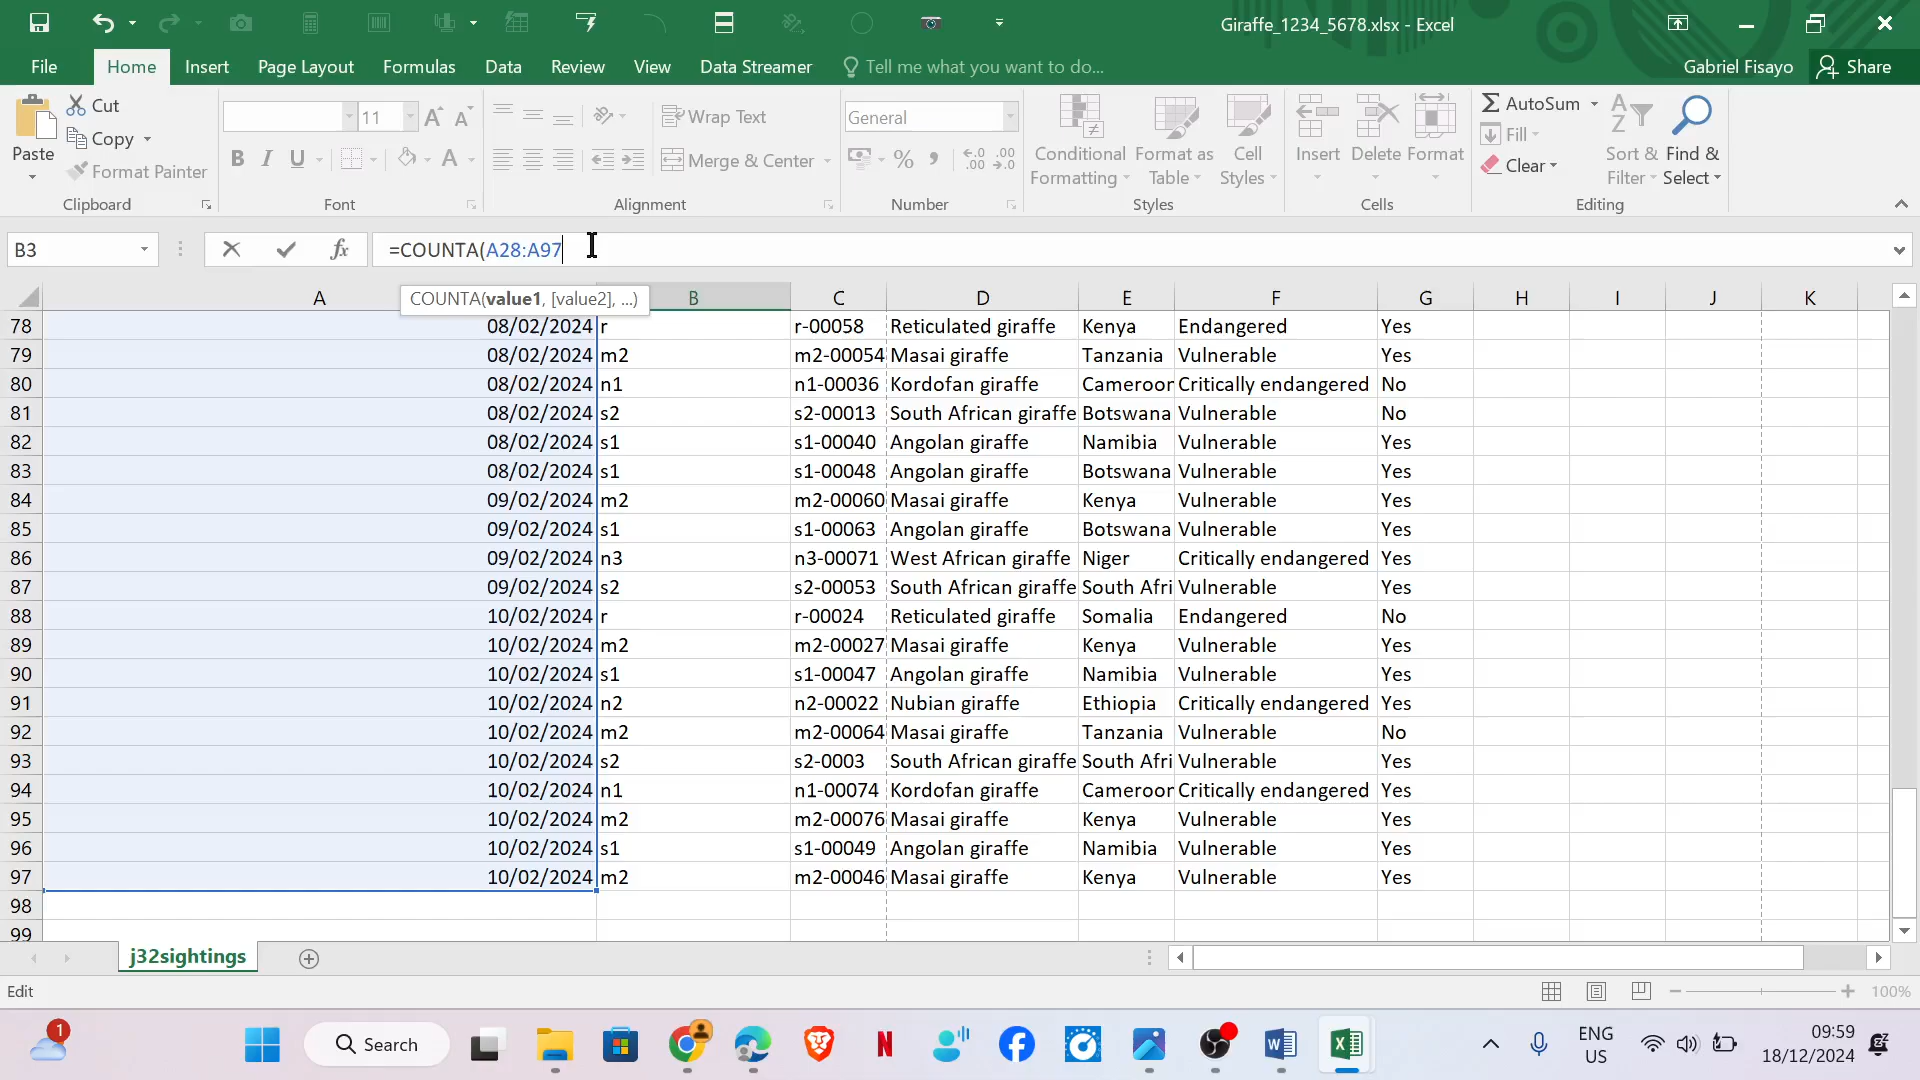 Giraffe_1234_5678.xlsx - Excel
File Home Insert Page Layout Formulas Data Review View Data Streamer Tell me what you want to do... Gabriel Fisayo Share
Paste Cut Copy Format Painter
11
Wrap Text
Merge & Center
General
Conditional Formatting
Format as Table
Cell Styles
Insert Delete Format
AutoSum Fill Clear
Sort & Filter
Find & Select
Clipboard Font Alignment Number Styles Cells Editing
B3 fx =COUNTA(A28:A97
COUNTA(value1, [value2], ...)
A B C D E F G H I J K
78 08/02/2024 r r-00058 Reticulated giraffe Kenya Endangered Yes
79 08/02/2024 m2 m2-00054 Masai giraffe Tanzania Vulnerable Yes
80 08/02/2024 n1 n1-00036 Kordofan giraffe Cameroon Critically endangered No
81 08/02/2024 s2 s2-00013 South African giraffe Botswana Vulnerable No
82 08/02/2024 s1 s1-00040 Angolan giraffe Namibia Vulnerable Yes
83 08/02/2024 s1 s1-00048 Angolan giraffe Botswana Vulnerable Yes
84 09/02/2024 m2 m2-00060 Masai giraffe Kenya Vulnerable Yes
85 09/02/2024 s1 s1-00063 Angolan giraffe Botswana Vulnerable Yes
86 09/02/2024 n3 n3-00071 West African giraffe Niger Critically endangered Yes
87 09/02/2024 s2 s2-00053 South African giraffe South Afri Vulnerable Yes
88 10/02/2024 r r-00024 Reticulated giraffe Somalia Endangered No
89 10/02/2024 m2 m2-00027 Masai giraffe Kenya Vulnerable Yes
90 10/02/2024 s1 s1-00047 Angolan giraffe Namibia Vulnerable Yes
91 10/02/2024 n2 n2-00022 Nubian giraffe Ethiopia Critically endangered Yes
92 10/02/2024 m2 m2-00064 Masai giraffe Tanzania Vulnerable No
93 10/02/2024 s2 s2-0003 South African giraffe South Afri Vulnerable Yes
94 10/02/2024 n1 n1-00074 Kordofan giraffe Cameroon Critically endangered Yes
95 10/02/2024 m2 m2-00076 Masai giraffe Kenya Vulnerable Yes
96 10/02/2024 s1 s1-00049 Angolan giraffe Namibia Vulnerable Yes
97 10/02/2024 m2 m2-00046 Masai giraffe Kenya Vulnerable Yes
98
99
j32sightings
Edit 100%
1 Search ENG US 09:59 18/12/2024